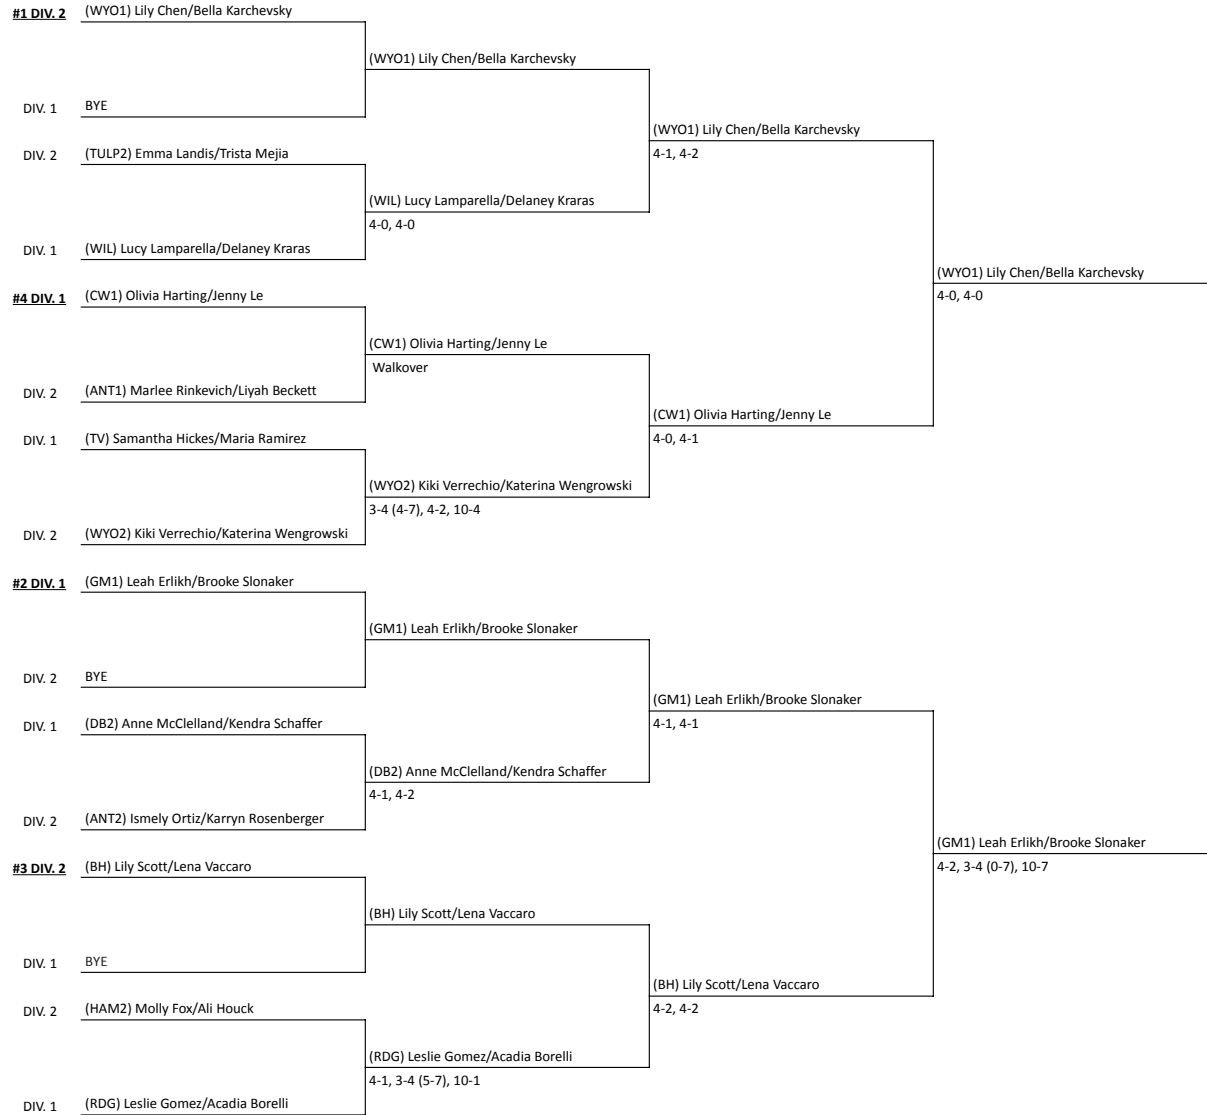 #1 DIV. 2 (WYO1) Lily Chen/Bella Karchevsky
(WYO1) Lily Chen/Bella Karchevsky
DIV. 1 BYE
(WYO1) Lily Chen/Bella Karchevsky
4-1, 4-2
DIV. 2 (TULP2) Emma Landis/Trista Mejia
(WIL) Lucy Lamparella/Delaney Kraras
4-0, 4-0
DIV. 1 (WIL) Lucy Lamparella/Delaney Kraras
(WYO1) Lily Chen/Bella Karchevsky
4-0, 4-0
#4 DIV. 1 (CW1) Olivia Harting/Jenny Le
(CW1) Olivia Harting/Jenny Le
Walkover
DIV. 2 (ANT1) Marlee Rinkevich/Liyah Beckett
(CW1) Olivia Harting/Jenny Le
4-0, 4-1
DIV. 1 (TV) Samantha Hickes/Maria Ramirez
(WYO2) Kiki Verrechio/Katerina Wengrowski
3-4 (4-7), 4-2, 10-4
DIV. 2 (WYO2) Kiki Verrechio/Katerina Wengrowski
#2 DIV. 1 (GM1) Leah Erlikh/Brooke Slonaker
(GM1) Leah Erlikh/Brooke Slonaker
DIV. 2 BYE
(GM1) Leah Erlikh/Brooke Slonaker
4-1, 4-1
DIV. 1 (DB2) Anne McClelland/Kendra Schaffer
(DB2) Anne McClelland/Kendra Schaffer
4-1, 4-2
DIV. 2 (ANT2) Ismely Ortiz/Karryn Rosenberger
(GM1) Leah Erlikh/Brooke Slonaker
4-2, 3-4 (0-7), 10-7
#3 DIV. 2 (BH) Lily Scott/Lena Vaccaro
(BH) Lily Scott/Lena Vaccaro
DIV. 1 BYE
(BH) Lily Scott/Lena Vaccaro
4-2, 4-2
DIV. 2 (HAM2) Molly Fox/Ali Houck
(RDG) Leslie Gomez/Acadia Borelli
4-1, 3-4 (5-7), 10-1
DIV. 1 (RDG) Leslie Gomez/Acadia Borelli